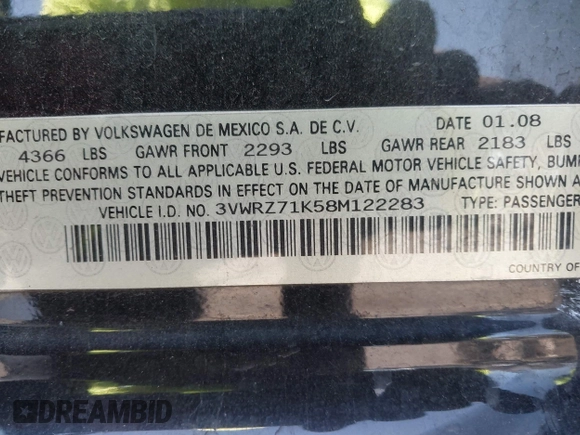 FACTURED BY VOLKSWAGEN DE MEXICO S.A. DE C.V. DATE 01.08
4366 LBS GAWR FRONT 2293 LBS GAWR REAR 2183 LBS
VEHICLE CONFORMS TO ALL APPLICABLE U.S. FEDERAL MOTOR VEHICLE SAFETY, BUMP
THEFT PREVENTION STANDARDS IN EFFECT ON THE DATE OF MANUFACTURE SHOWN A
VEHICLE I.D. NO. 3VWRZ71K58M122283 TYPE: PASSENGER
COUNTRY OF
DREAMBID